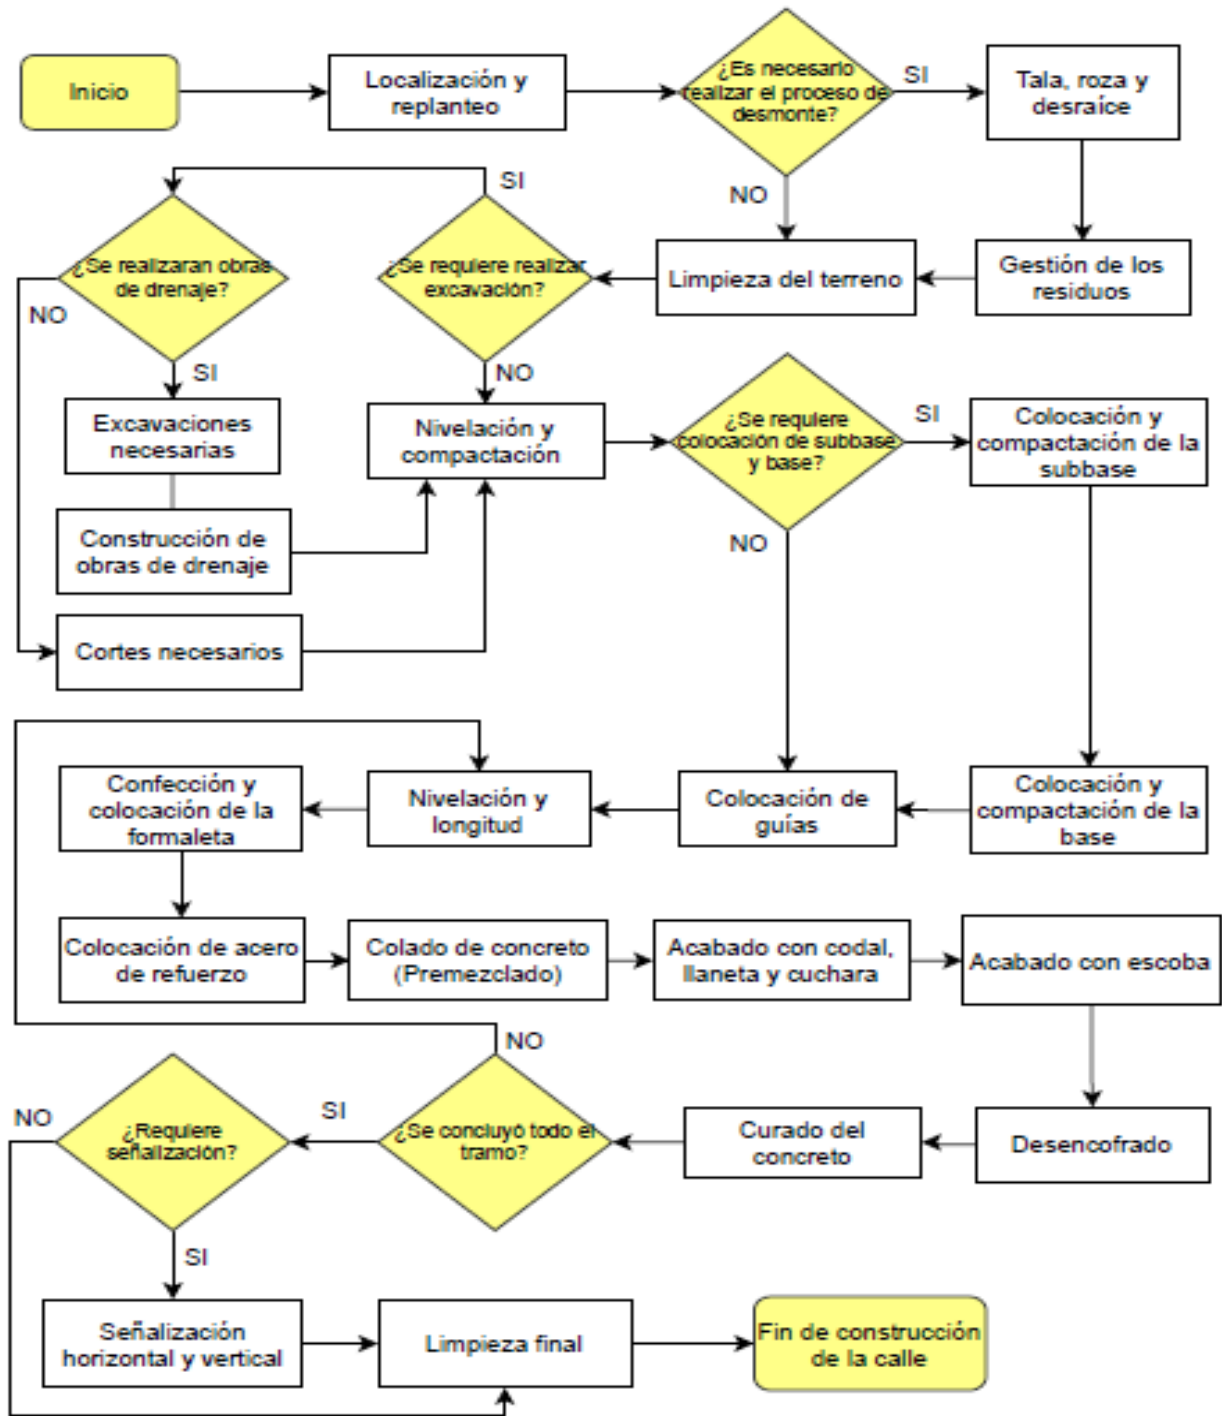 Inicio
Localización y
replanteo
¿Es necesario
realizar el proceso de
desmonte?
SI
Tala, roza y
desraíce
NO
Gestión de los
residuos
Limpieza del terreno
¿Se requiere realizar
excavación?
SI
NO
¿Se realizaran obras
de drenaje?
NO
SI
Excavaciones
necesarias
Construcción de
obras de drenaje
Cortes necesarios
Nivelación y
compactación
¿Se requiere
colocación de subbase
y base?
SI
NO
Colocación y
compactación de la
subbase
Colocación y
compactación de la
base
Colocación de
guías
Nivelación y
longitud
Confección y
colocación de la
formaleta
Colocación de acero
de refuerzo
Colado de concreto
(Premezclado)
Acabado con codal,
llaneta y cuchara
Acabado con escoba
Desencofrado
Curado del
concreto
¿Se concluyó todo el
tramo?
NO
SI
¿Requiere
señalización?
NO
SI
Señalización
horizontal y vertical
Limpieza final
Fin de construcción
de la calle